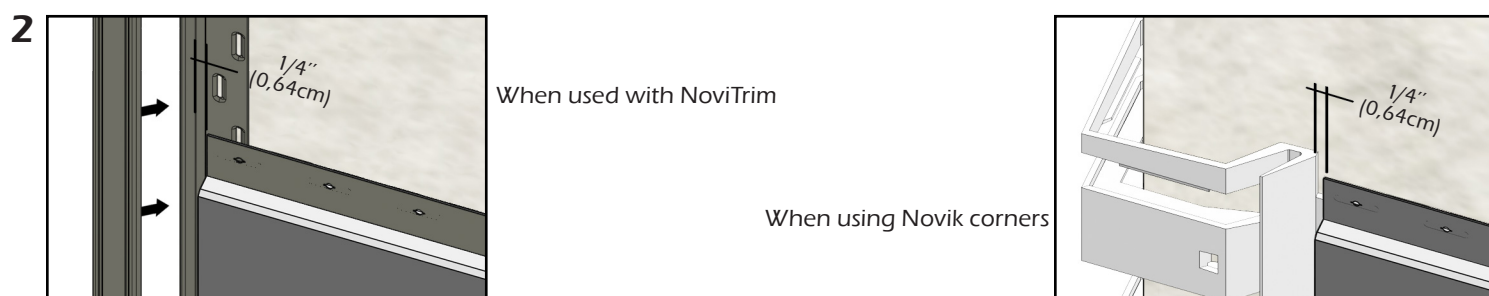 2
1/4’’
(0,64cm)
When used with NoviTrim
When using Novik corners
1/4’’
(0,64cm)